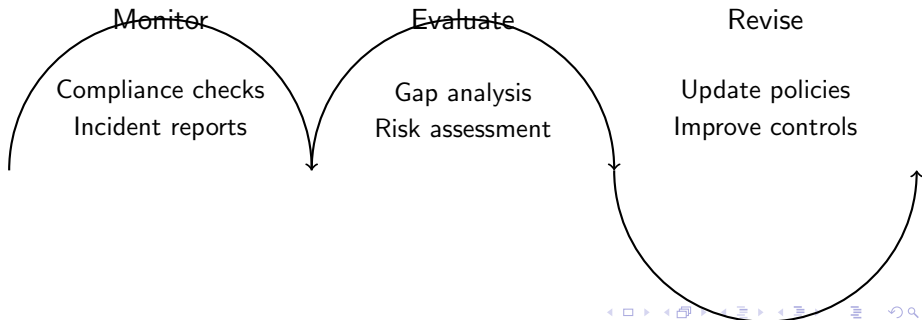 Monitor
Compliance checks
Incident reports
Evaluate
Gap analysis
Risk assessment
Revise
Update policies
Improve controls